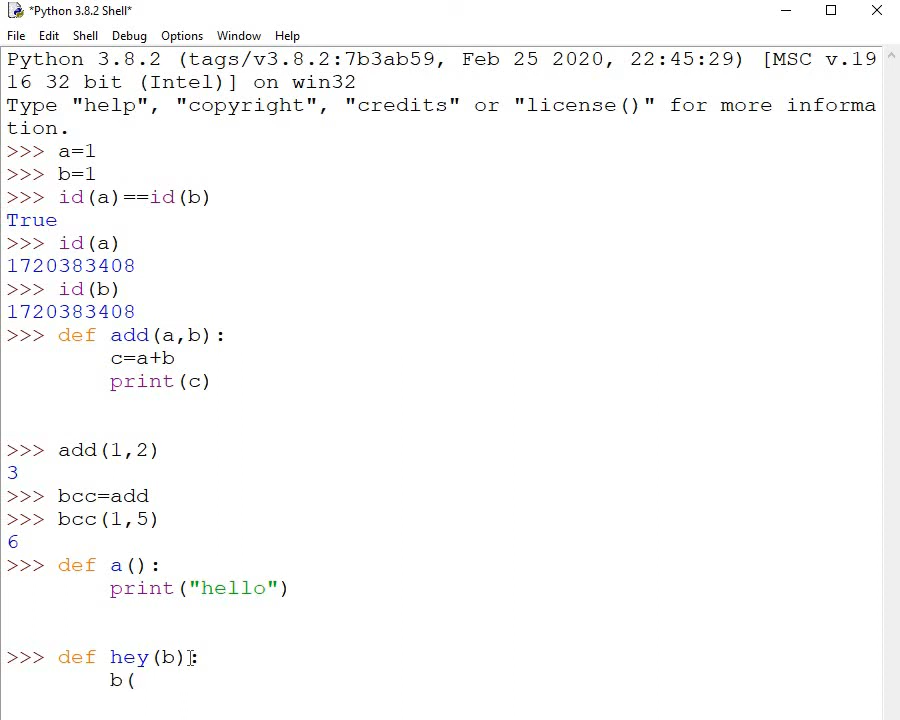 *Python 3.8.2 Shell*
File Edit Shell Debug Options Window Help
Python 3.8.2 (tags/v3.8.2:7b3ab59, Feb 25 2020, 22:45:29) [MSC v.19
16 32 bit (Intel)] on win32
Type "help", "copyright", "credits" or "license()" for more informa
tion.
>>> a=1
>>> b=1
>>> id(a)==id(b)
True
>>> id(a)
1720383408
>>> id(b)
1720383408
>>> def add(a,b):
c=a+b
print(c)
>>> add(1,2)
3
>>> bcc=add
>>> bcc(1,5)
6
>>> def a():
print("hello")
>>> def hey(b):
b(